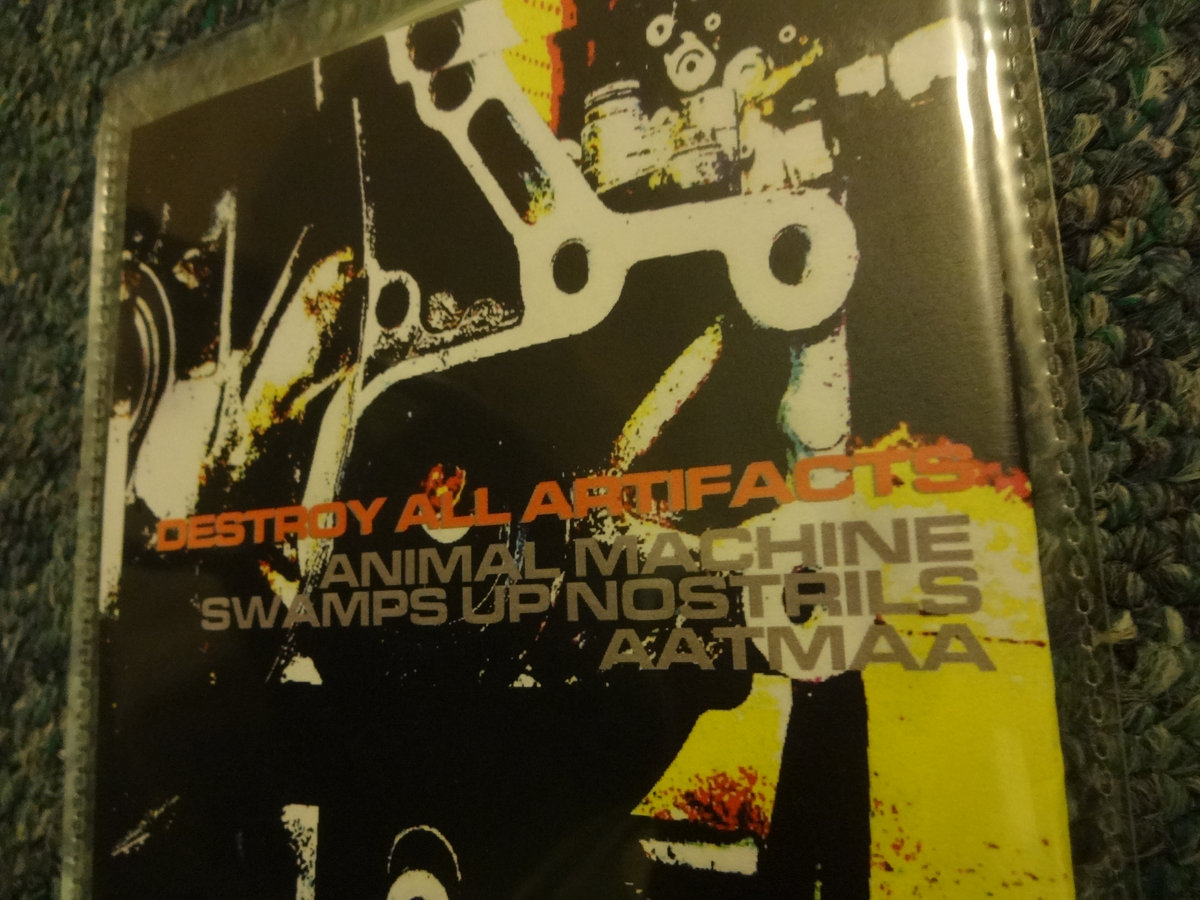 DESTROY ALL ARTIFACTS
ANIMAL MACHINE
SWAMPS UP NOSTRILS
AATMAA